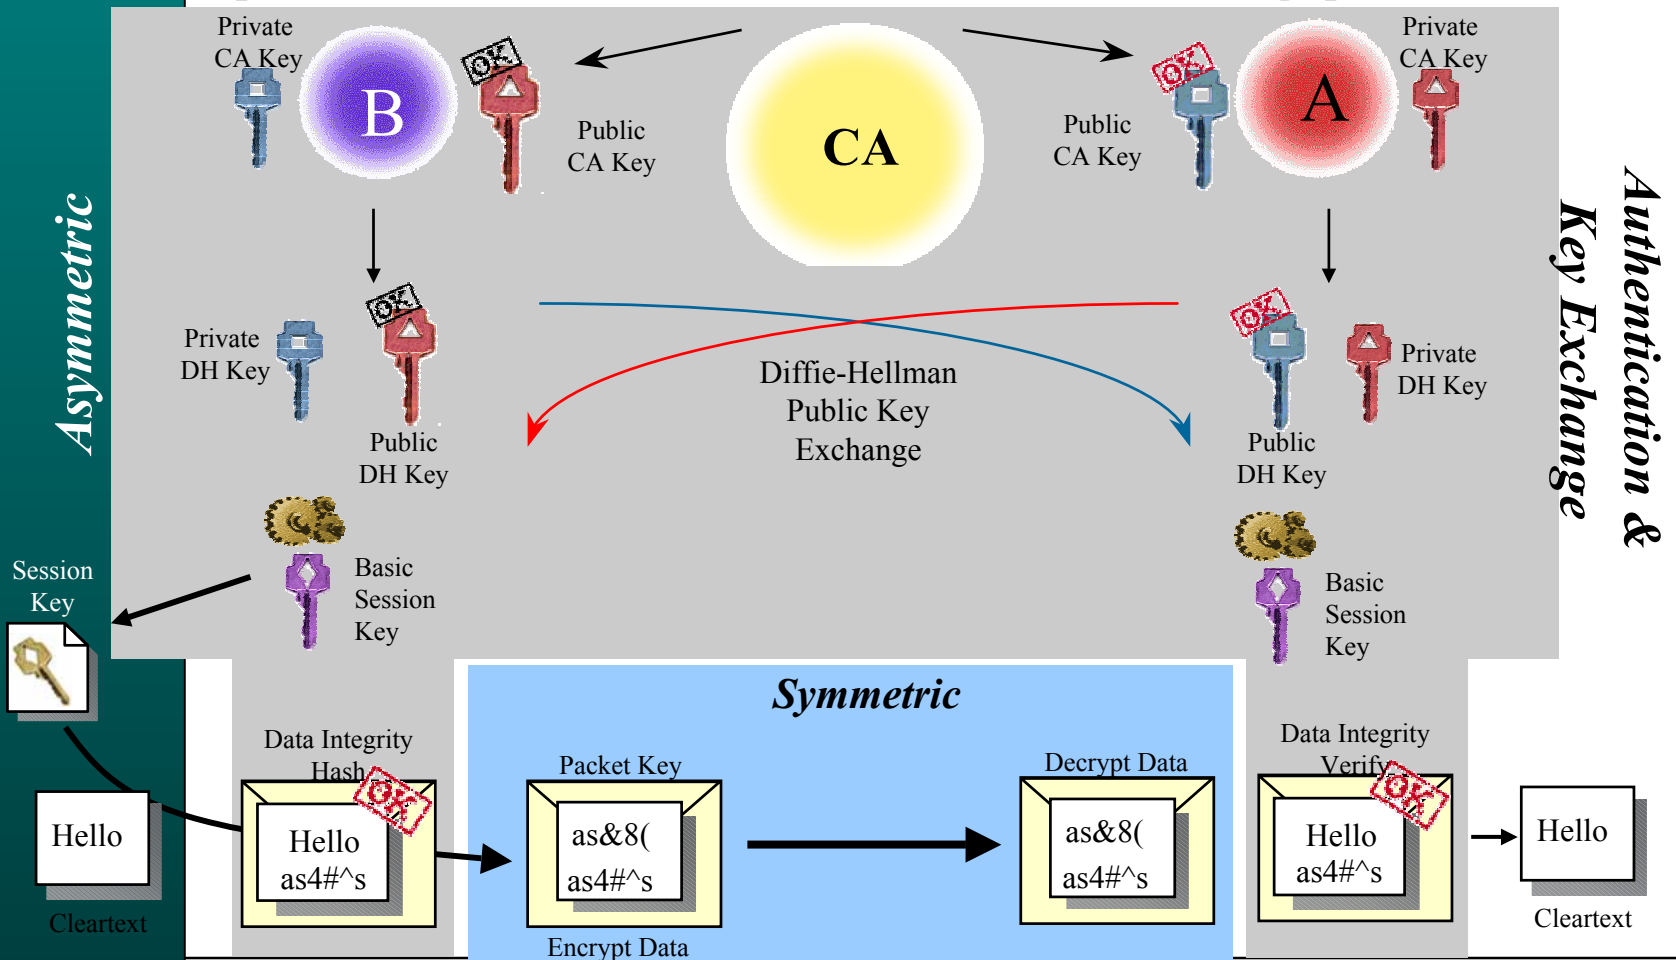 Private
CA Key
B
OK
Public
CA Key
CA
Public
CA Key
OK
A
Private
CA Key
Asymmetric
Authentication &
Key Exchange
Private
DH Key
OK
Public
DH Key
Diffie-Hellman
Public Key
Exchange
OK
Public
DH Key
Private
DH Key
Session
Key
Basic
Session
Key
Basic
Session
Key
Symmetric
Data Integrity
Hash
OK
Hello
as4#^s
Hello
Cleartext
Packet Key
as&8(
as4#^s
Encrypt Data
Decrypt Data
as&8(
as4#^s
Data Integrity
Verify
OK
Hello
as4#^s
Hello
Cleartext